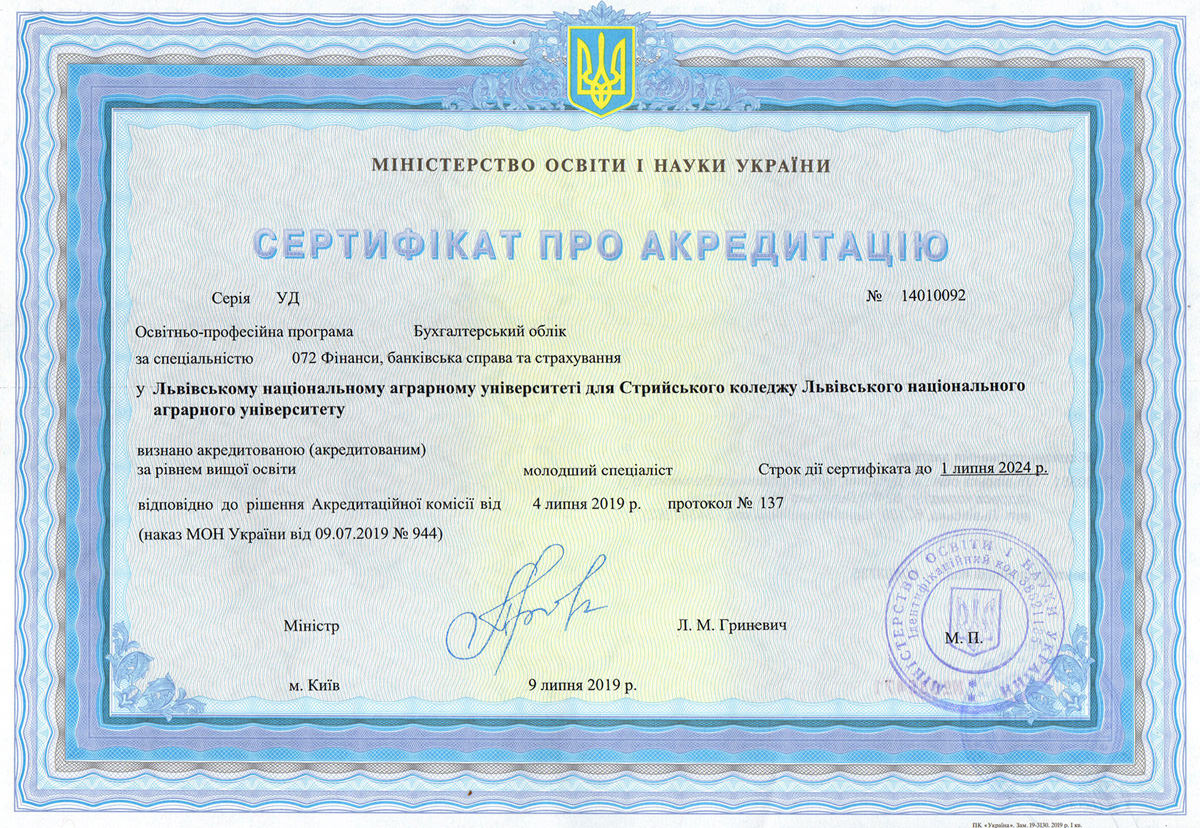 МІНІСТЕРСТВО ОСВІТИ І НАУКИ УКРАЇНИ
СЕРТИФІКАТ ПРО АКРЕДИТАЦІЮ
Серія УД № 14010092
Освітньо-професійна програма Бухгалтерський облік
за спеціальністю 072 Фінанси, банківська справа та страхування
у Львівському національному аграрному університеті для Стрийського коледжу Львівського національного
аграрного університету
визнано акредитованою (акредитованим)
за рівнем вищої освіти молодший спеціаліст Строк дії сертифіката до 1 липня 2024 р.
відповідно до рішення Акредитаційної комісії від 4 липня 2019 р. протокол № 137
(наказ МОН України від 09.07.2019 № 944)
Міністр Л. М. Гриневич
М. П.
м. Київ 9 липня 2019 р.
МІНІСТЕРСТВО ОСВІТИ І НАУКИ УКРАЇНИ
Ідентифікаційний код 38621185
ПК «Україна». Зам. 19-3130. 2019 р. І кв.